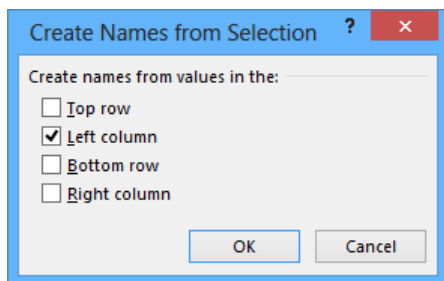 Create Names from Selection ?
Create names from values in the:
Top row
Left column
Bottom row
Right column
OK Cancel